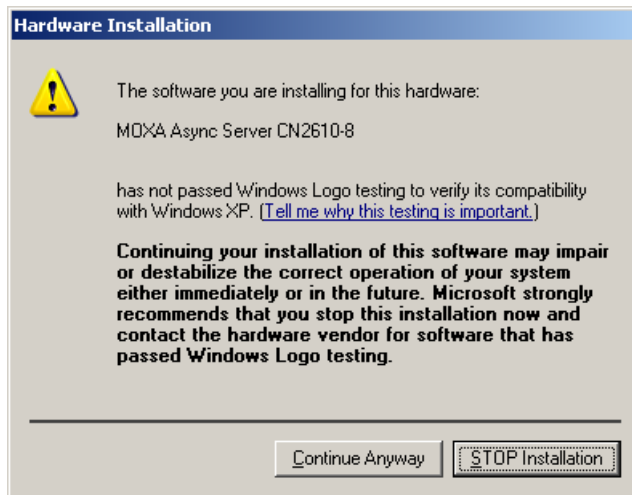 Hardware Installation
The software you are installing for this hardware:
MOXA Async Server CN2610-8
has not passed Windows Logo testing to verify its compatibility
with Windows XP. (Tell me why this testing is important.)
Continuing your installation of this software may impair
or destabilize the correct operation of your system
either immediately or in the future. Microsoft strongly
recommends that you stop this installation now and
contact the hardware vendor for software that has
passed Windows Logo testing.
Continue Anyway
STOP Installation